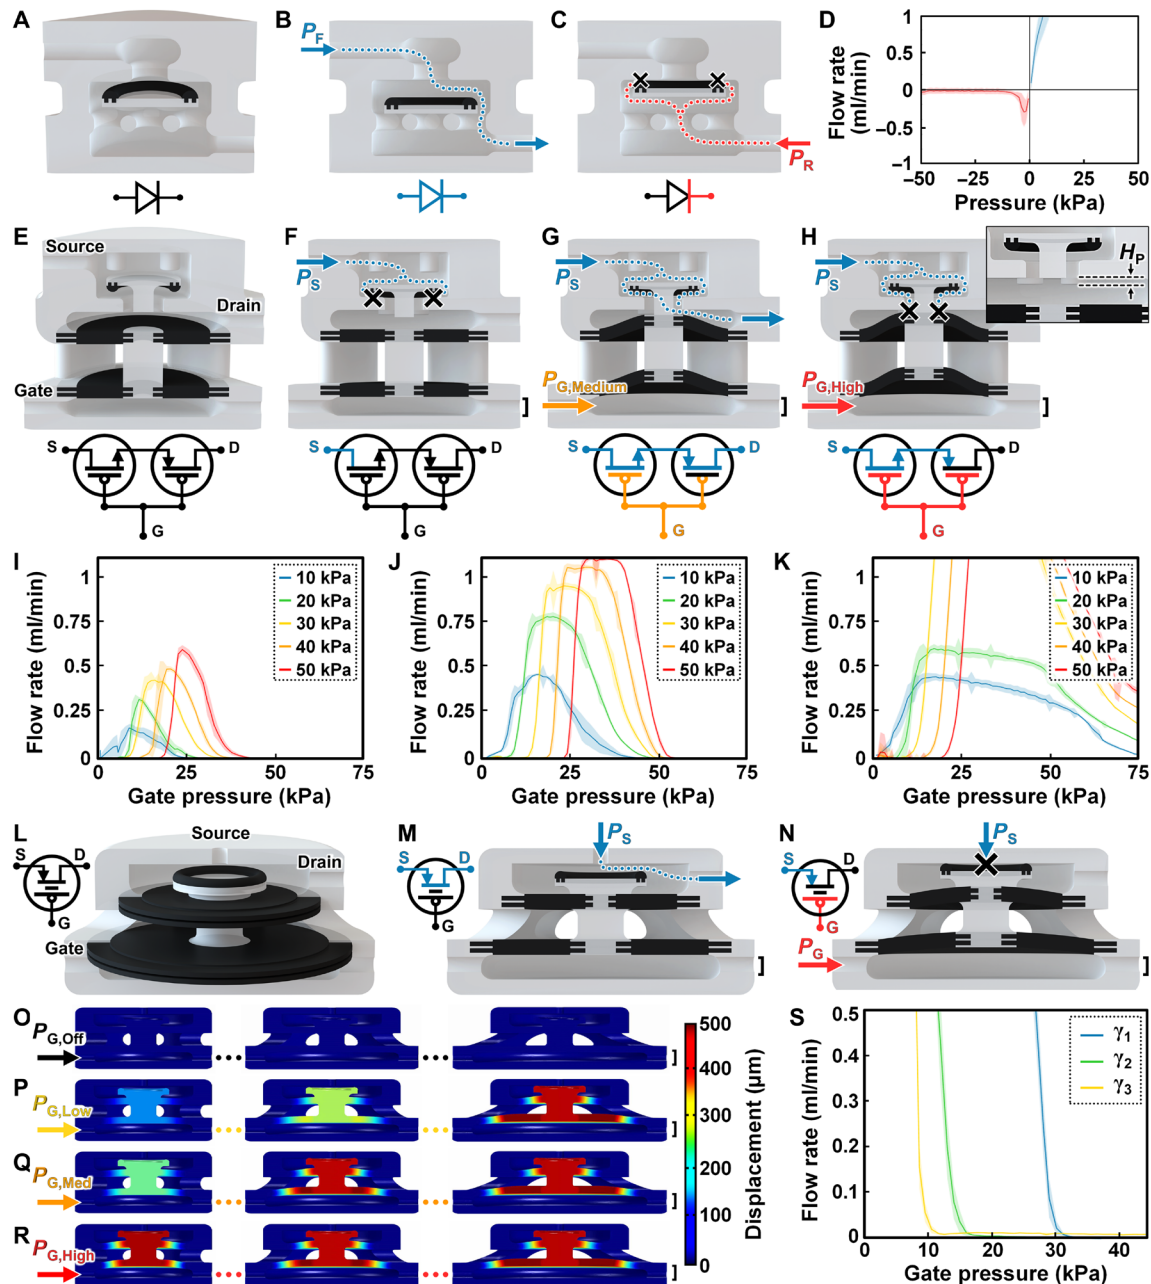 A
B
P_F
C
P_R
D
Flow rate
(ml/min)
1
0.5
0
−0.5
−1
−50
−25
0
25
50
Pressure (kPa)
E
Source
Drain
Gate
F
P_S
G
P_S
P_G,Medium
H
P_S
P_G,High
H_P
]
]
]
S
D
G
S
D
G
S
D
G
S
D
G
I
Flow rate (ml/min)
1
0.75
0.5
0.25
0
0
25
50
75
Gate pressure (kPa)
10 kPa
20 kPa
30 kPa
40 kPa
50 kPa
J
Flow rate (ml/min)
1
0.75
0.5
0.25
0
0
25
50
75
Gate pressure (kPa)
10 kPa
20 kPa
30 kPa
40 kPa
50 kPa
K
Flow rate (ml/min)
1
0.75
0.5
0.25
0
0
25
50
75
Gate pressure (kPa)
10 kPa
20 kPa
30 kPa
40 kPa
50 kPa
L
Source
Drain
Gate
S
D
G
M
P_S
S
D
G
]
N
P_S
S
D
G
P_G
]
O
P_G,Off
]
P
P_G,Low
]
Q
P_G,Med
]
R
P_G,High
]
500
400
300
200
100
0
Displacement (µm)
S
Flow rate (ml/min)
0.5
0.4
0.3
0.2
0.1
0
10
20
30
40
Gate pressure (kPa)
γ1
γ2
γ3